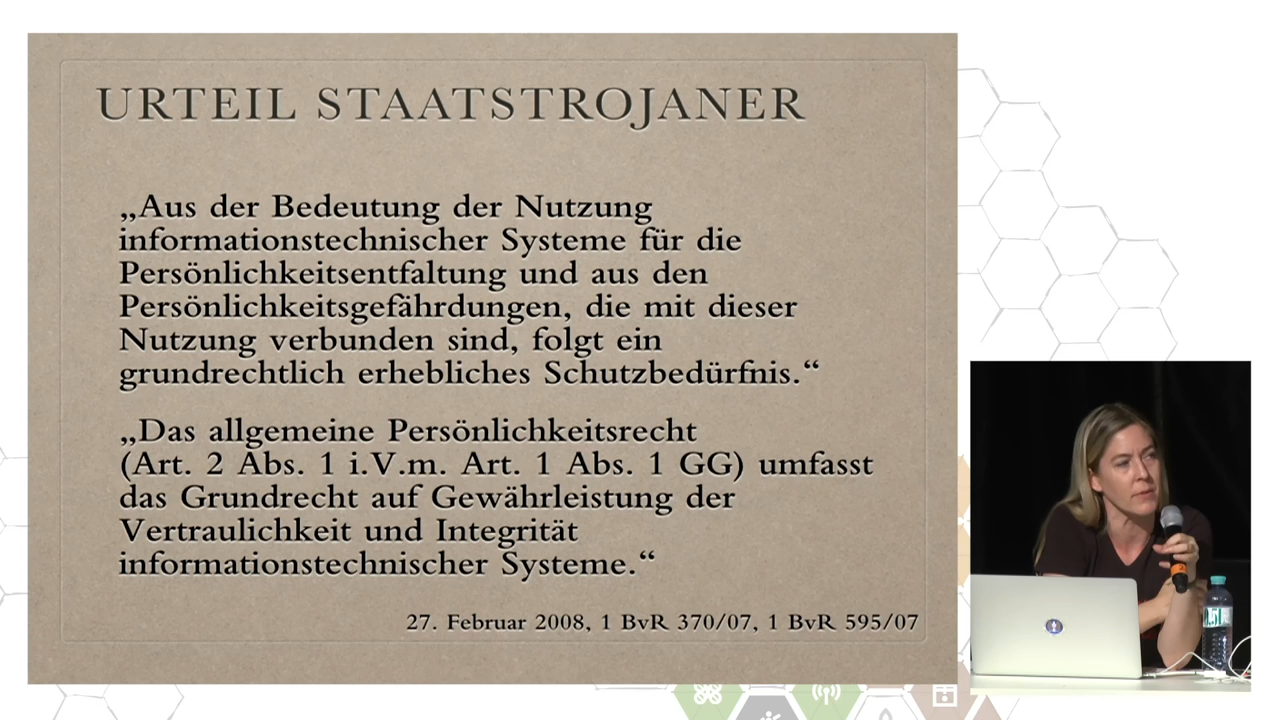 URTEIL STAATSTROJANER
„Aus der Bedeutung der Nutzung
informationstechnischer Systeme für die
Persönlichkeitsentfaltung und aus den
Persönlichkeitsgefährdungen, die mit dieser
Nutzung verbunden sind, folgt ein
grundrechtlich erhebliches Schutzbedürfnis.“
„Das allgemeine Persönlichkeitsrecht
(Art. 2 Abs. 1 i.V.m. Art. 1 Abs. 1 GG) umfasst
das Grundrecht auf Gewährleistung der
Vertraulichkeit und Integrität
informationstechnischer Systeme.“
27. Februar 2008, 1 BvR 370/07, 1 BvR 595/07